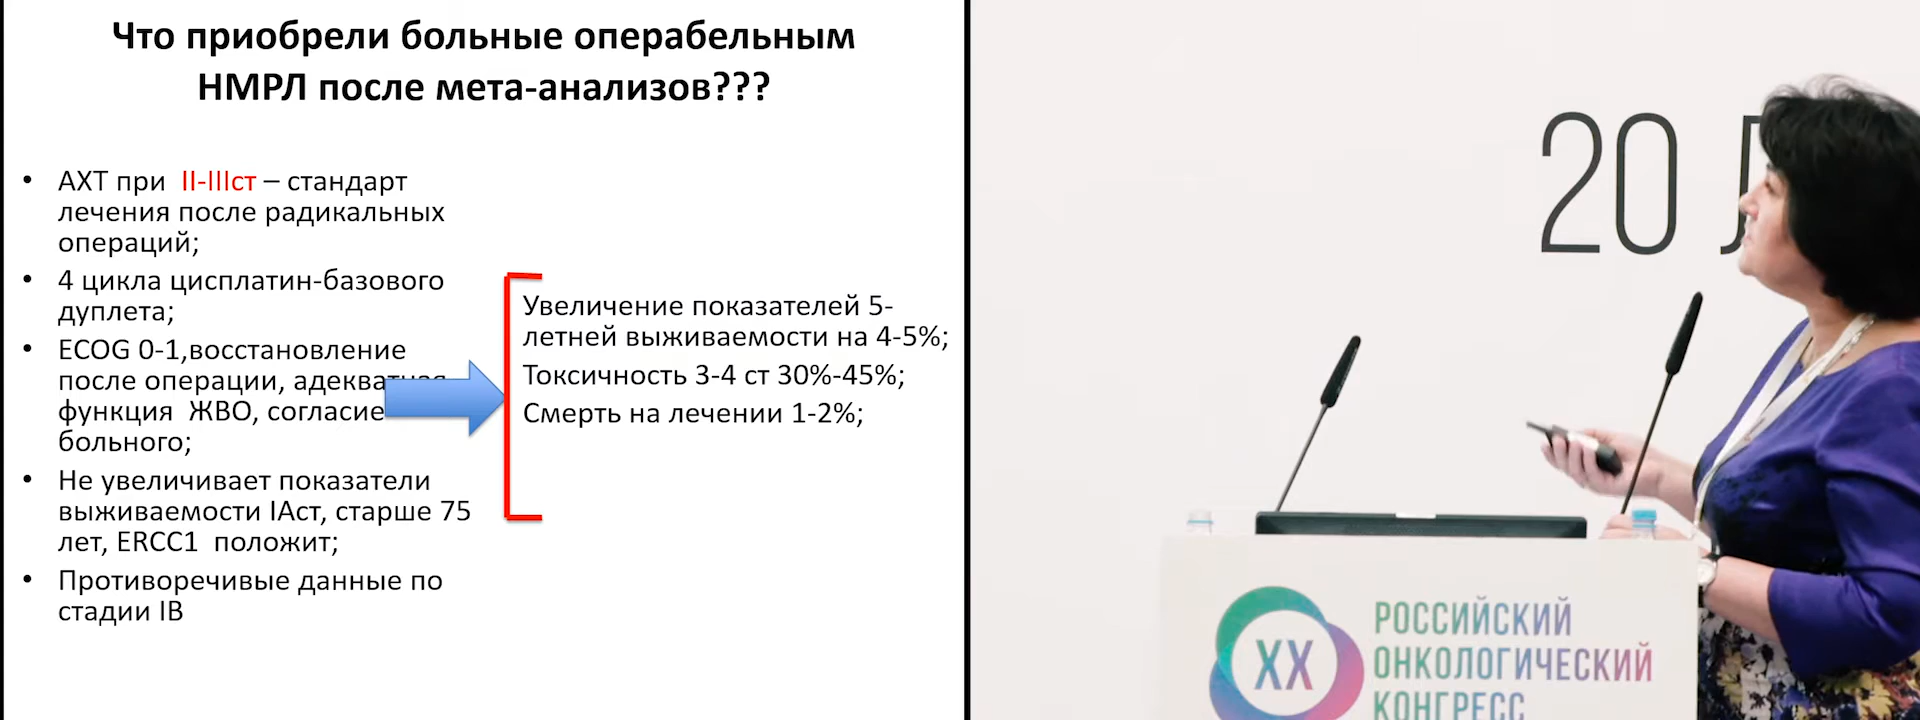 Что приобрели больные операбельным
НМРЛ после мета-анализов???
• АХТ при II-IIIст – стандарт
лечения после радикальных
операций;
• 4 цикла цисплатин-базового
дуплета;
• ECOG 0-1,восстановление
после операции, адекватная
функция ЖВО, согласие
больного;
• Не увеличивает показатели
выживаемости IAст, старше 75
лет, ERCC1 положит;
• Противоречивые данные по
стадии IB
Увеличение показателей 5-
летней выживаемости на 4-5%;
Токсичность 3-4 ст 30%-45%;
Смерть на лечении 1-2%;
20 Л
XX
РОССИЙСКИЙ
ОНКОЛОГИЧЕСКИЙ
КОНГРЕСС